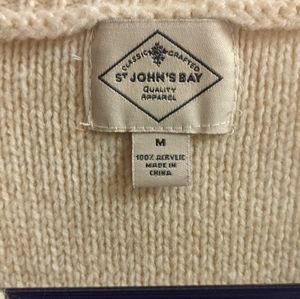 CLASSIC CRAFTED
ST JOHN'S BAY
QUALITY
APPAREL
M
100% ACRYLIC
MADE IN
CHINA